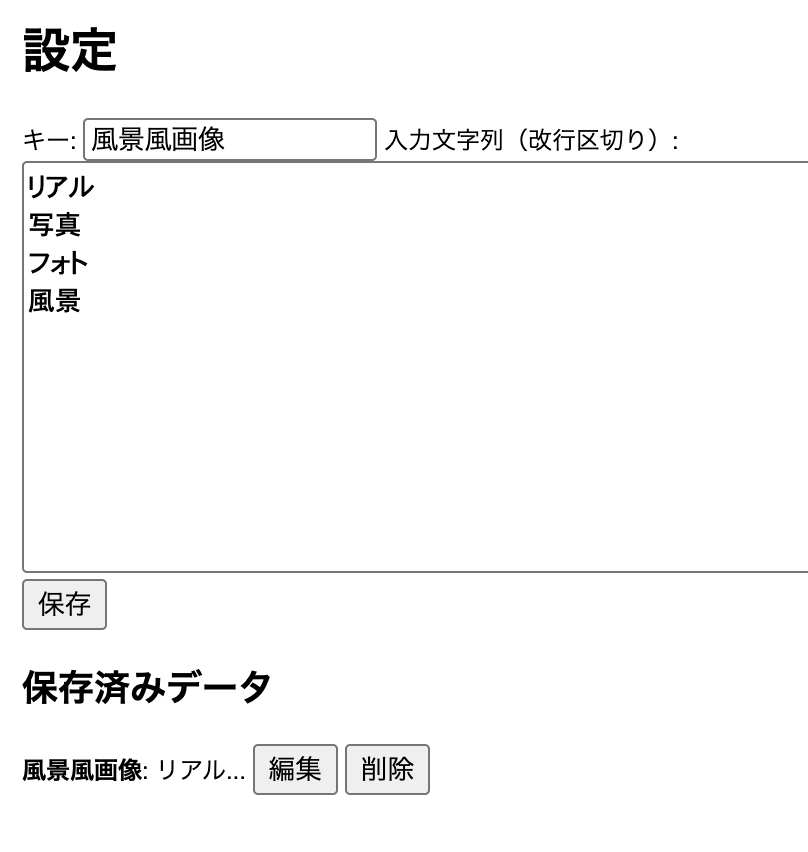 設定
キー: 風景風画像 入力文字列（改行区切り）:
リアル
写真
フォト
風景
保存
保存済みデータ
風景風画像: リアル... 編集 削除